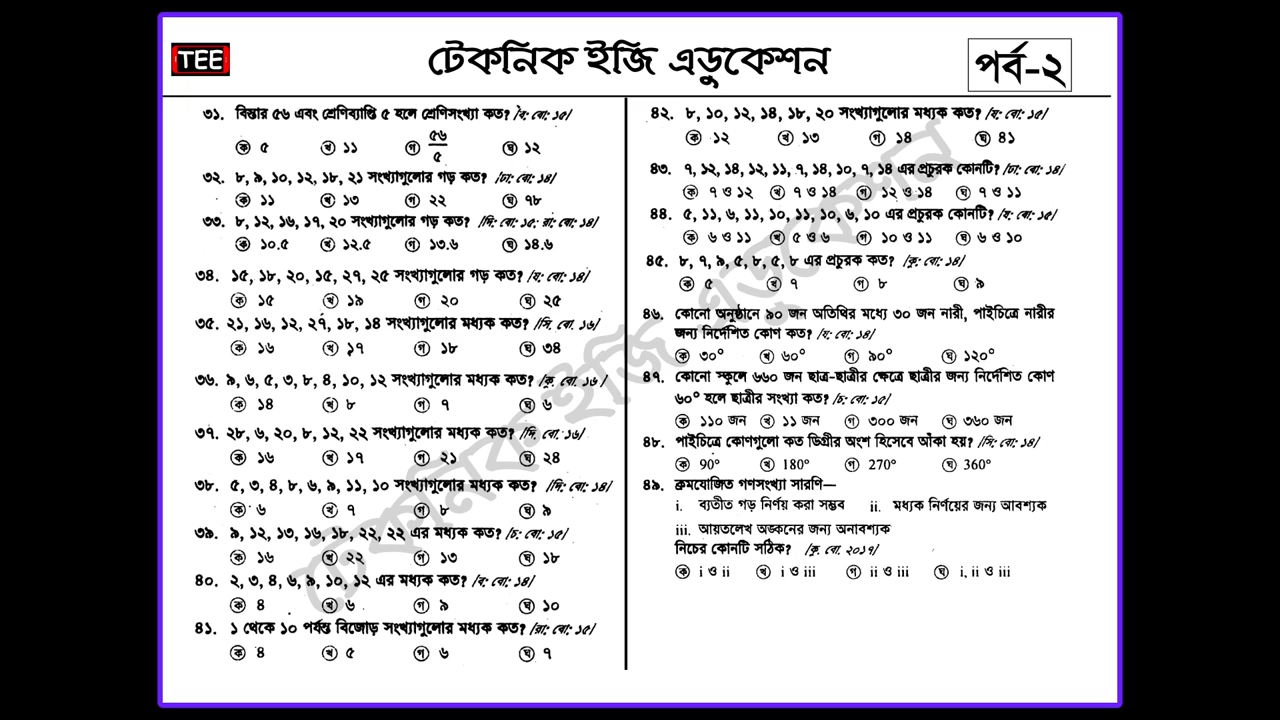 TEE
টেকনিক ইজি এডুকেশন
পর্ব-২
৩১. বিস্তার ৫৬ এবং শ্রেণিব্যাপ্তি ৫ হলে শ্রেণিসংখ্যা কত? [ব: বো: ১৫]
ক ৫ খ ১১ গ ৫৬/৫ ঘ ১২
৩২. ৮, ৯, ১০, ১২, ১৮, ২১ সংখ্যাগুলোর গড় কত? [ঢা: বো: ১৪]
ক ১১ খ ১৩ গ ২২ ঘ ৭৮
৩৩. ৮, ১২, ১৬, ১৭, ২০ সংখ্যাগুলোর গড় কত? [দি: বো: ১৫; রা: বো: ১৪]
ক ১০.৫ খ ১২.৫ গ ১৩.৬ ঘ ১৪.৬
৩৪. ১৫, ১৮, ২০, ১৫, ২৭, ২৫ সংখ্যাগুলোর গড় কত? [য: বো: ১৪]
ক ১৫ খ ১৯ গ ২০ ঘ ২৫
৩৫. ২১, ১৬, ১২, ২৭, ১৮, ১৪ সংখ্যাগুলোর মধ্যক কত? [সি. বো. ১৬]
ক ১৬ খ ১৭ গ ১৮ ঘ ৩৪
৩৬. ৯, ৬, ৫, ৩, ৮, ৪, ১০, ১২ সংখ্যাগুলোর মধ্যক কত? [কু. বো. ১৬]
ক ১৪ খ ৮ গ ৭ ঘ ৬
৩৭. ২৮, ৬, ২০, ৮, ১২, ২২ সংখ্যাগুলোর মধ্যক কত? [দি. বো. ১৬]
ক ১৬ খ ১৭ গ ২১ ঘ ২৪
৩৮. ৫, ৩, ৪, ৮, ৬, ৯, ১১, ১০ সংখ্যাগুলোর মধ্যক কত? [দি: বো: ১৪]
ক ৬ খ ৭ গ ৮ ঘ ৯
৩৯. ৯, ১২, ১৩, ১৬, ১৮, ২২, ২২ এর মধ্যক কত? [চ: বো: ১৫]
ক ১৬ খ ২২ গ ১৩ ঘ ১৮
৪০. ২, ৩, ৪, ৬, ৯, ১০, ১২ এর মধ্যক কত? [ব: বো: ১৪]
ক ৪ খ ৬ গ ৯ ঘ ১০
৪১. ১ থেকে ১০ পর্যন্ত বিজোড় সংখ্যাগুলোর মধ্যক কত? [রা: বো: ১৫]
ক ৪ খ ৫ গ ৬ ঘ ৭
৪২. ৮, ১০, ১২, ১৪, ১৮, ২০ সংখ্যাগুলোর মধ্যক কত? [য: বো: ১৫]
ক ১২ খ ১৩ গ ১৪ ঘ ৪১
৪৩. ৭, ১২, ১৪, ১২, ১১, ৭, ১৪, ১০, ৭, ১৪ এর প্রচুরক কোনটি? [ঢা: বো: ১৪]
ক ৭ ও ১২ খ ৭ ও ১৪ গ ১২ ও ১৪ ঘ ৭ ও ১১
৪৪. ৫, ১১, ৬, ১১, ১০, ১১, ১০, ৬, ১০ এর প্রচুরক কোনটি? [য: বো: ১৫]
ক ৬ ও ১১ খ ৫ ও ৬ গ ১০ ও ১১ ঘ ৬ ও ১০
৪৫. ৮, ৭, ৯, ৫, ৮, ৫, ৮ এর প্রচুরক কত? [কু: বো: ১৪]
ক ৫ খ ৭ গ ৮ ঘ ৯
৪৬. কোনো অনুষ্ঠানে ৯০ জন অতিথির মধ্যে ৩০ জন নারী, পাইচিত্রে নারীর
জন্য নির্দেশিত কোণ কত? [য: বো: ১৪]
ক ৩০° খ ৬০° গ ৯০° ঘ ১২০°
৪৭. কোনো স্কুলে ৬৬০ জন ছাত্র-ছাত্রীর ক্ষেত্রে ছাত্রীর জন্য নির্দেশিত কোণ
৬০° হলে ছাত্রীর সংখ্যা কত? [চ: বো: ১৫]
ক ১১০ জন খ ১১ জন গ ৩০০ জন ঘ ৩৬০ জন
৪৮. পাইচিত্রে কোণগুলো কত ডিগ্রীর অংশ হিসেবে আঁকা হয়? [সি: বো: ১৪]
ক 90° খ 180° গ 270° ঘ 360°
৪৯. ক্রমযোজিত গণসংখ্যা সারণি—
i. ব্যতীত গড় নির্ণয় করা সম্ভব ii. মধ্যক নির্ণয়ের জন্য আবশ্যক
iii. আয়তলেখ অঙ্কনের জন্য অনাবশ্যক
নিচের কোনটি সঠিক? [কু. বো. ২০১৭]
ক i ও ii খ i ও iii গ ii ও iii ঘ i, ii ও iii
টেকনিক ইজি এডুকেশন